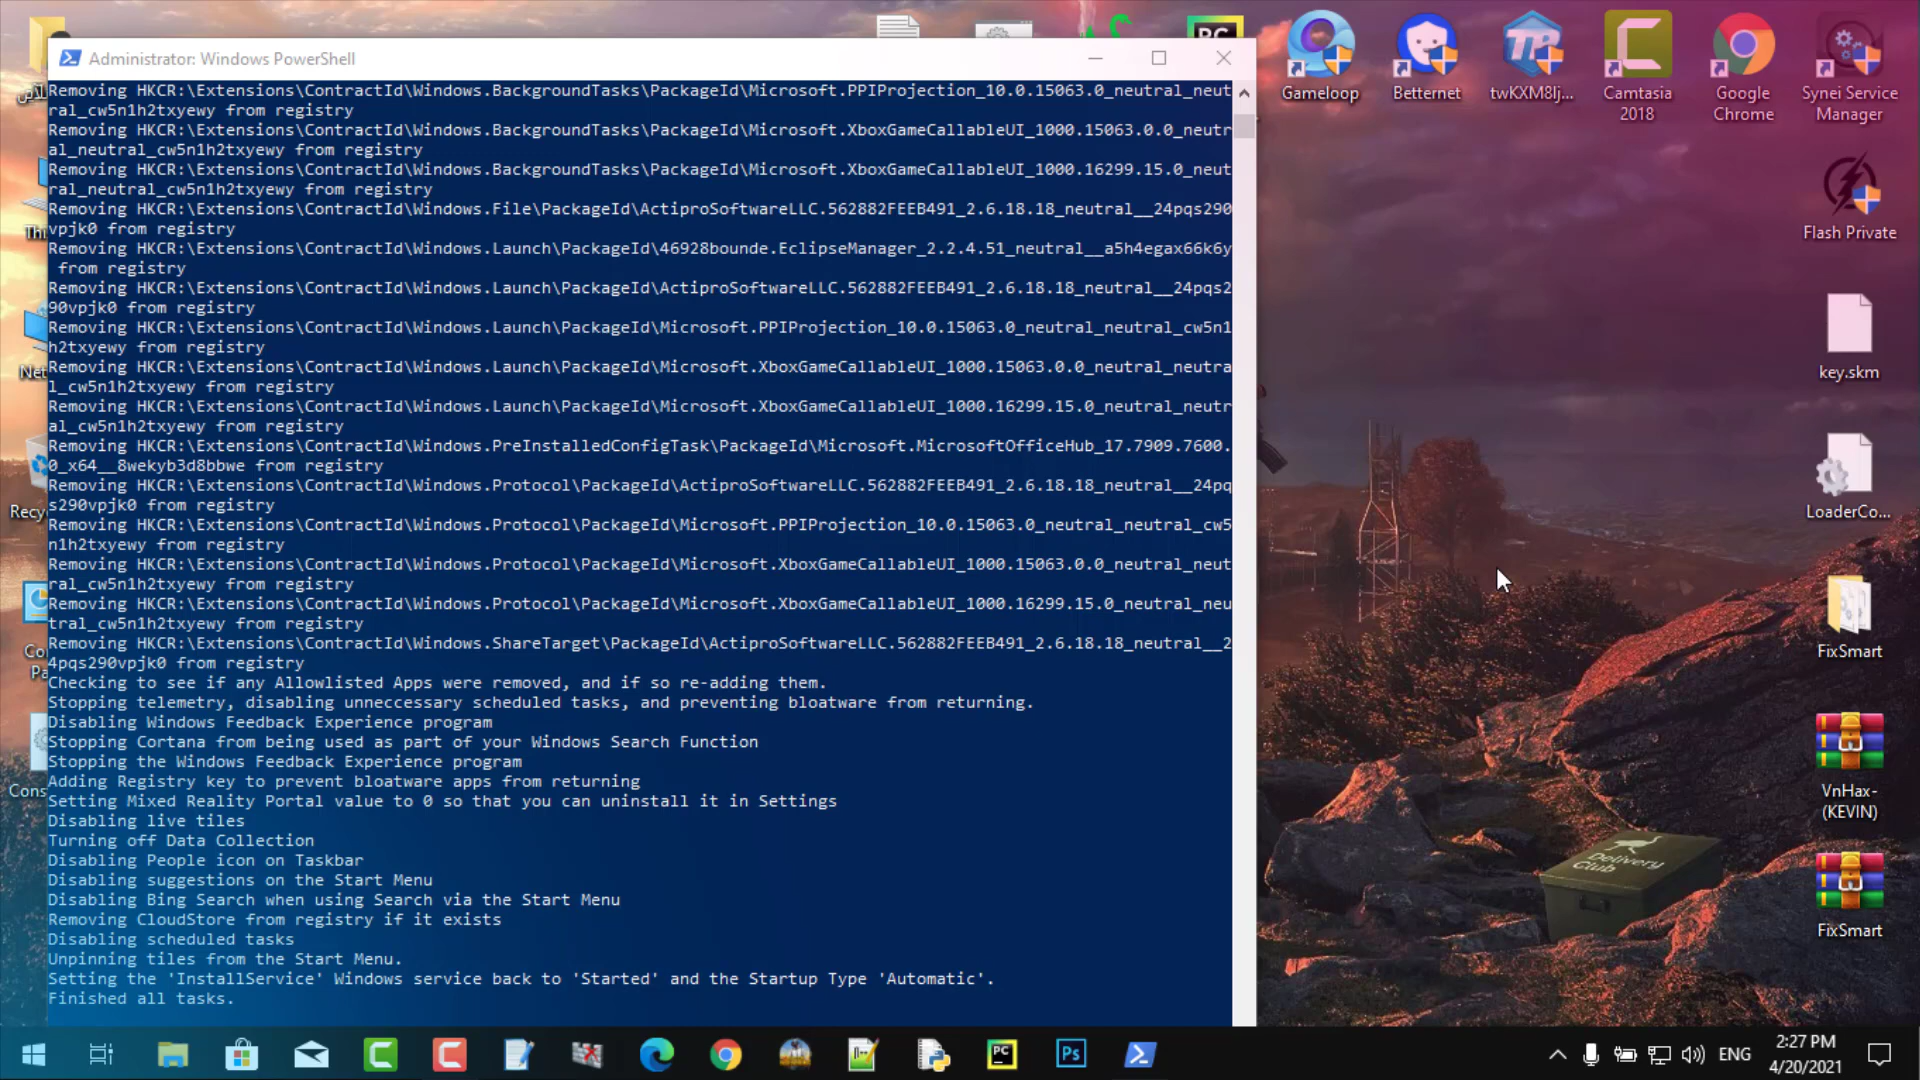 Administrator: Windows PowerShell
Removing HKCR:\Extensions\ContractId\Windows.BackgroundTasks\PackageId\Microsoft.PPIProjection_10.0.15063.0_neutral_neut
ral_cw5n1h2txyewy from registry
Removing HKCR:\Extensions\ContractId\Windows.BackgroundTasks\PackageId\Microsoft.XboxGameCallableUI_1000.15063.0.0_neutr
al_neutral_cw5n1h2txyewy from registry
Removing HKCR:\Extensions\ContractId\Windows.BackgroundTasks\PackageId\Microsoft.XboxGameCallableUI_1000.16299.15.0_neut
ral_neutral_cw5n1h2txyewy from registry
Removing HKCR:\Extensions\ContractId\Windows.File\PackageId\ActiproSoftwareLLC.562882FEEB491_2.6.18.18_neutral__24pqs290
vpjk0 from registry
Removing HKCR:\Extensions\ContractId\Windows.Launch\PackageId\46928bounde.EclipseManager_2.2.4.51_neutral__a5h4egax66k6y
from registry
Removing HKCR:\Extensions\ContractId\Windows.Launch\PackageId\ActiproSoftwareLLC.562882FEEB491_2.6.18.18_neutral__24pqs2
90vpjk0 from registry
Removing HKCR:\Extensions\ContractId\Windows.Launch\PackageId\Microsoft.PPIProjection_10.0.15063.0_neutral_neutral_cw5n1
h2txyewy from registry
Removing HKCR:\Extensions\ContractId\Windows.Launch\PackageId\Microsoft.XboxGameCallableUI_1000.15063.0.0_neutral_neutra
l_cw5n1h2txyewy from registry
Removing HKCR:\Extensions\ContractId\Windows.Launch\PackageId\Microsoft.XboxGameCallableUI_1000.16299.15.0_neutral_neutr
al_cw5n1h2txyewy from registry
Removing HKCR:\Extensions\ContractId\Windows.PreInstalledConfigTask\PackageId\Microsoft.MicrosoftOfficeHub_17.7909.7600.
0_x64__8wekyb3d8bbwe from registry
Removing HKCR:\Extensions\ContractId\Windows.Protocol\PackageId\ActiproSoftwareLLC.562882FEEB491_2.6.18.18_neutral__24pq
s290vpjk0 from registry
Removing HKCR:\Extensions\ContractId\Windows.Protocol\PackageId\Microsoft.PPIProjection_10.0.15063.0_neutral_neutral_cw5
n1h2txyewy from registry
Removing HKCR:\Extensions\ContractId\Windows.Protocol\PackageId\Microsoft.XboxGameCallableUI_1000.15063.0.0_neutral_neut
ral_cw5n1h2txyewy from registry
Removing HKCR:\Extensions\ContractId\Windows.Protocol\PackageId\Microsoft.XboxGameCallableUI_1000.16299.15.0_neutral_neu
tral_cw5n1h2txyewy from registry
Removing HKCR:\Extensions\ContractId\Windows.ShareTarget\PackageId\ActiproSoftwareLLC.562882FEEB491_2.6.18.18_neutral__2
4pqs290vpjk0 from registry
Checking to see if any Allowlisted Apps were removed, and if so re-adding them.
Stopping telemetry, disabling unneccessary scheduled tasks, and preventing bloatware from returning.
Disabling Windows Feedback Experience program
Stopping Cortana from being used as part of your Windows Search Function
Stopping the Windows Feedback Experience program
Adding Registry key to prevent bloatware apps from returning
Setting Mixed Reality Portal value to 0 so that you can uninstall it in Settings
Disabling live tiles
Turning off Data Collection
Disabling People icon on Taskbar
Disabling suggestions on the Start Menu
Disabling Bing Search when using Search via the Start Menu
Removing CloudStore from registry if it exists
Disabling scheduled tasks
Unpinning tiles from the Start Menu.
Setting the 'InstallService' Windows service back to 'Started' and the Startup Type 'Automatic'.
Finished all tasks.
Thi
Net
Recy
Co
Pa
Cons
PC
Gameloop
Betternet
twKXM8lj...
Camtasia
2018
Google
Chrome
Synei Service
Manager
Flash Private
key.skm
LoaderCo...
FixSmart
VnHax-
(KEVIN)
FixSmart
Delivery
Club
PC
Ps
ENG
2:27 PM
4/20/2021